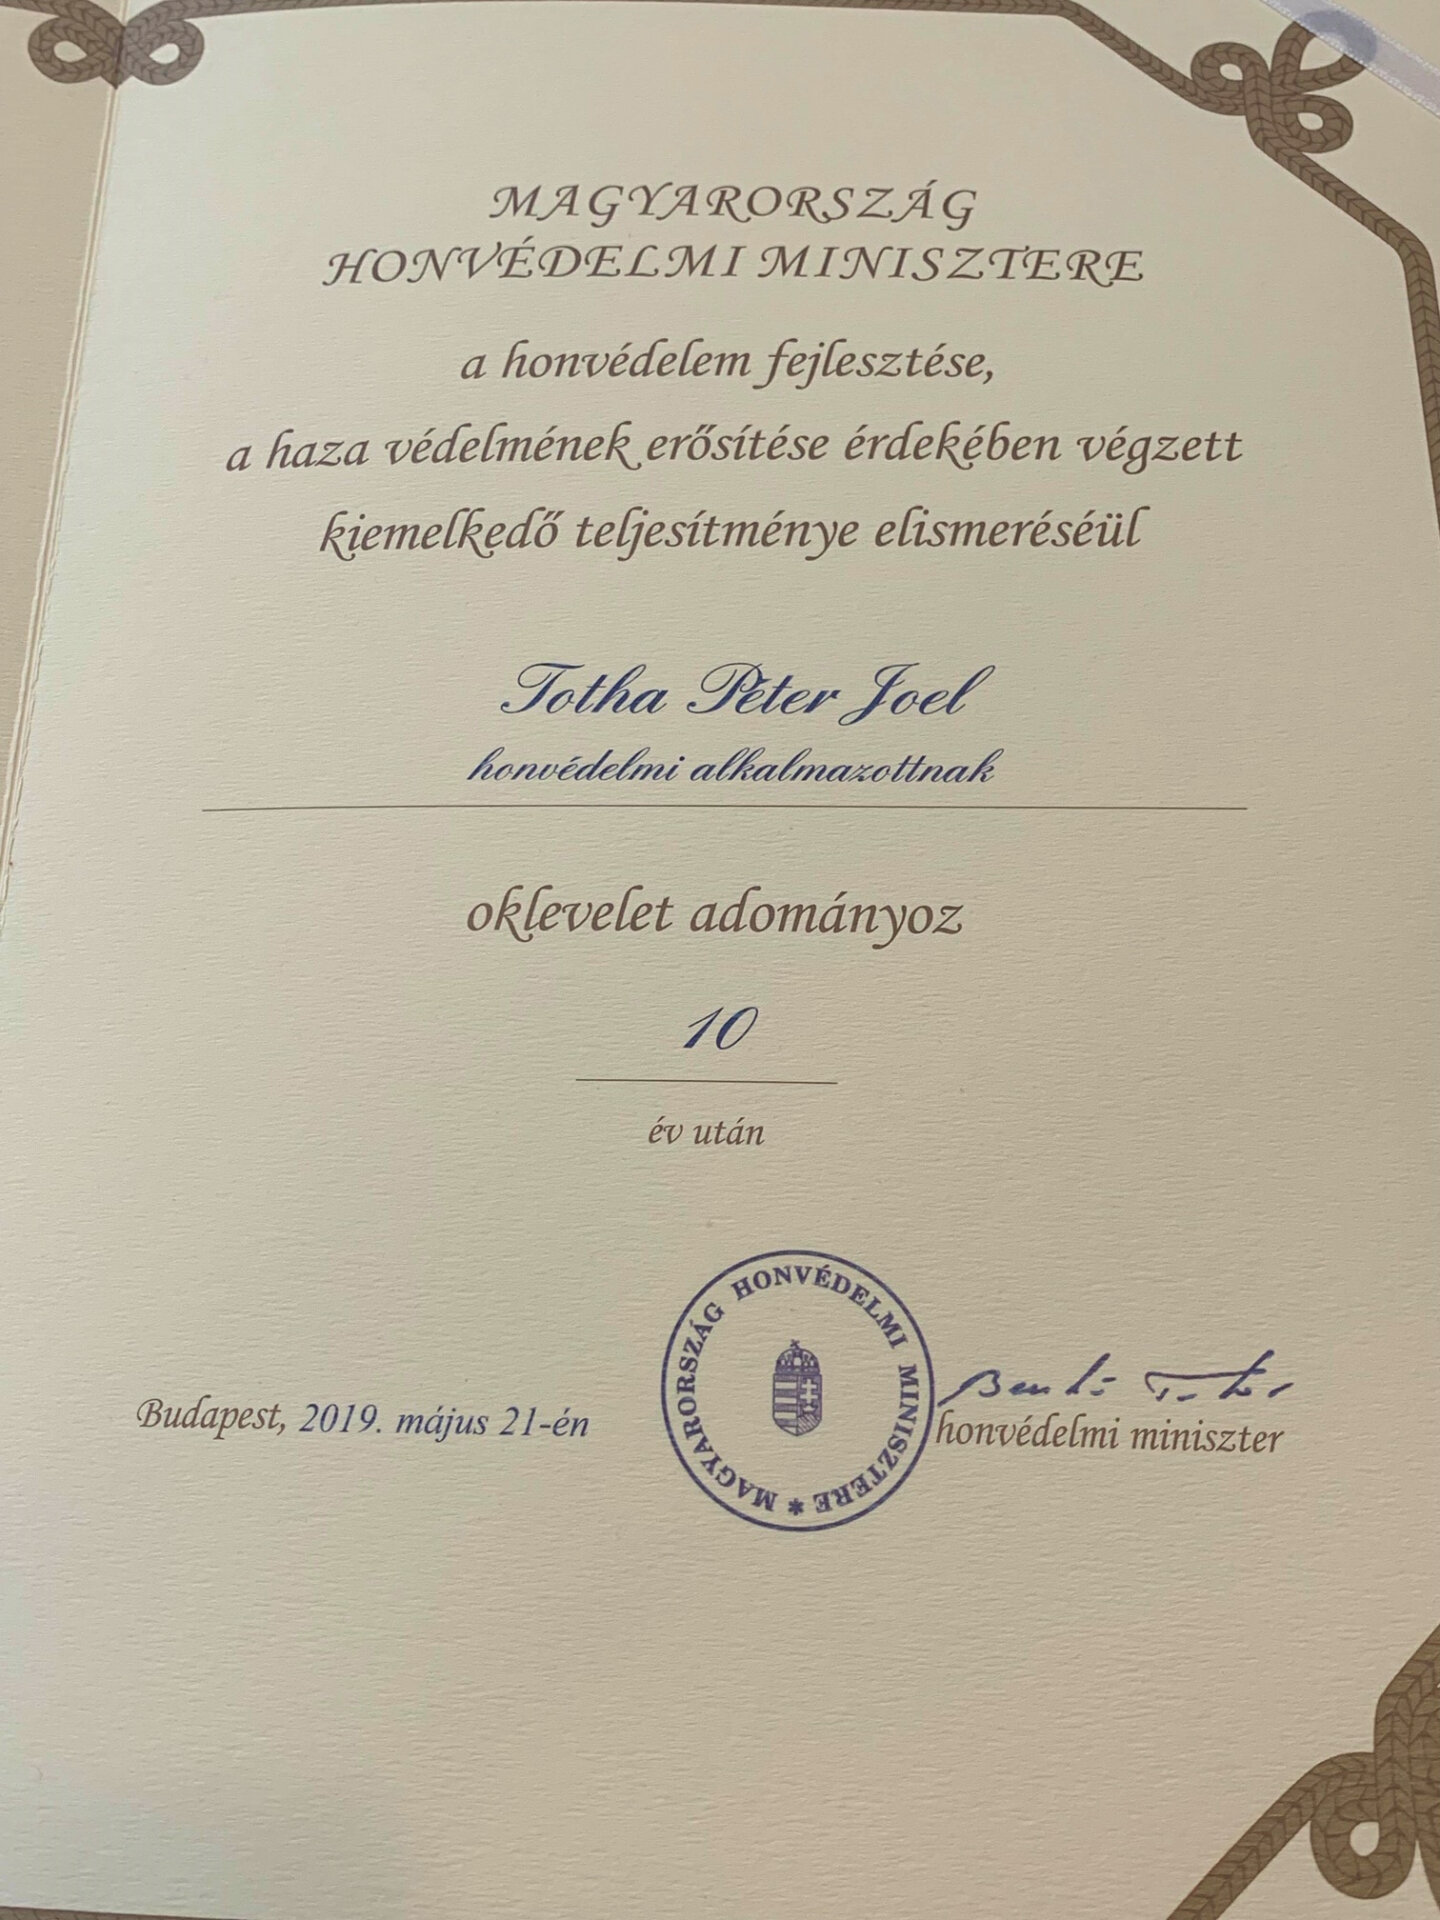 MAGYARORSZÁG
HONVÉDELMI MINISZTERE
a honvédelem fejlesztése,
a haza védelmének erősítése érdekében végzett
kiemelkedő teljesítménye elismeréséül
Totha Péter Joel
honvédelmi alkalmazottnak
oklevelet adományoz
10
év után
MAGYARORSZÁG HONVÉDELMI MINISZTERE *
Budapest, 2019. május 21-én
honvédelmi miniszter